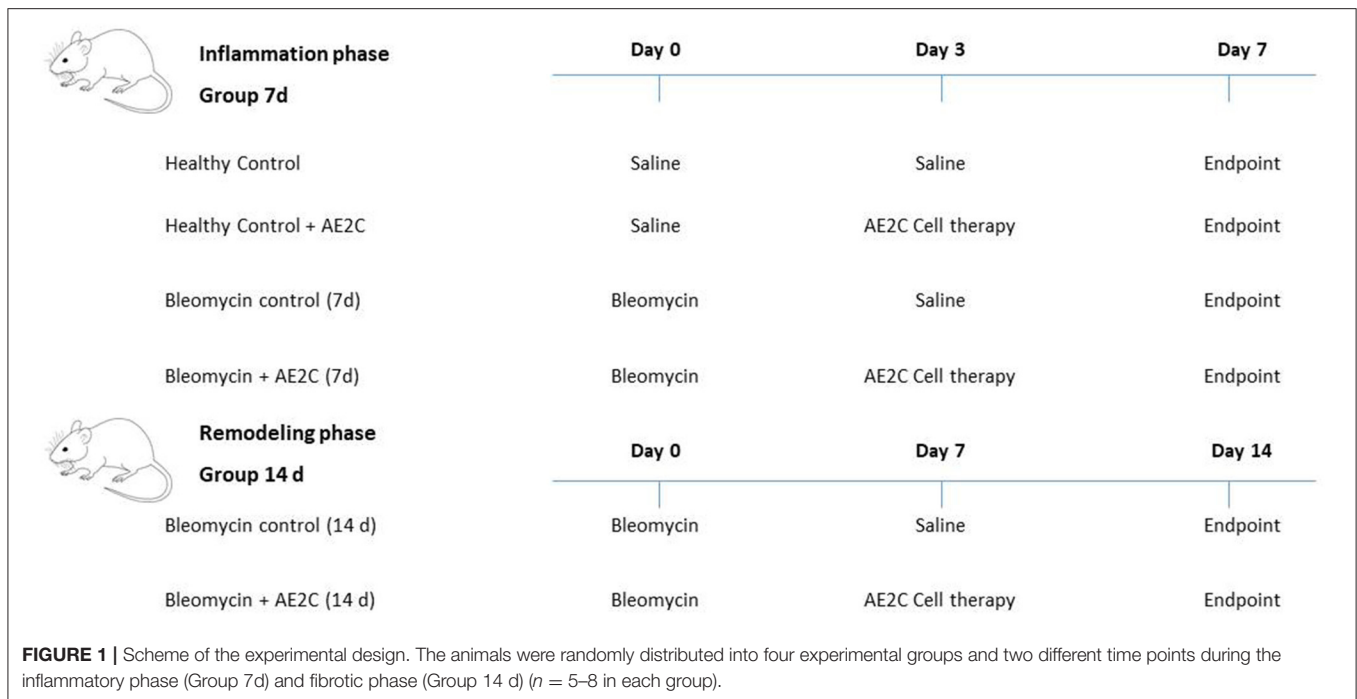 Inflammation phase
Group 7d
Day 0 Day 3 Day 7
Healthy Control Saline Saline Endpoint
Healthy Control + AE2C Saline AE2C Cell therapy Endpoint
Bleomycin control (7d) Bleomycin Saline Endpoint
Bleomycin + AE2C (7d) Bleomycin AE2C Cell therapy Endpoint
Remodeling phase
Group 14 d
Day 0 Day 7 Day 14
Bleomycin control (14 d) Bleomycin Saline Endpoint
Bleomycin + AE2C (14 d) Bleomycin AE2C Cell therapy Endpoint
FIGURE 1 | Scheme of the experimental design. The animals were randomly distributed into four experimental groups and two different time points during the
inflammatory phase (Group 7d) and fibrotic phase (Group 14 d) (n = 5–8 in each group).